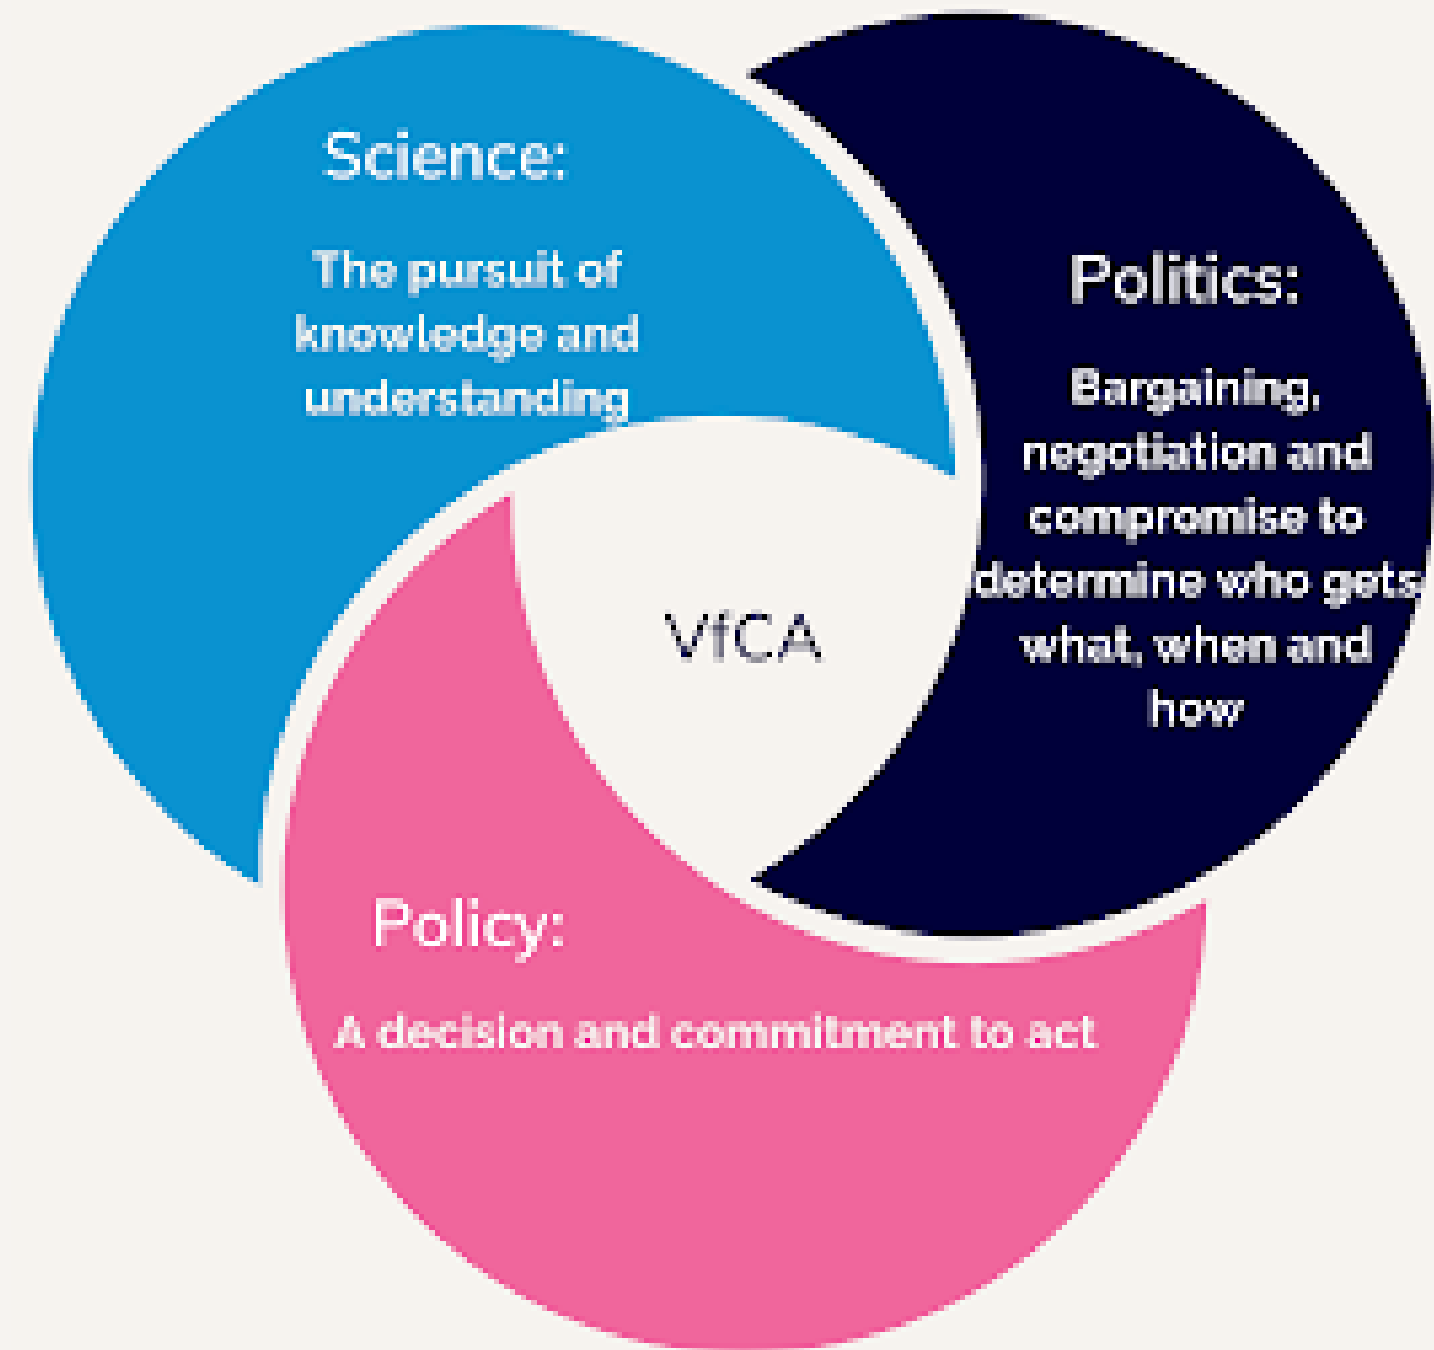 Science:
The pursuit of
knowledge and
understanding
Politics:
Bargaining,
negotiation and
compromise to
determine who gets
what, when and
how
VfCA
Policy:
A decision and commitment to act